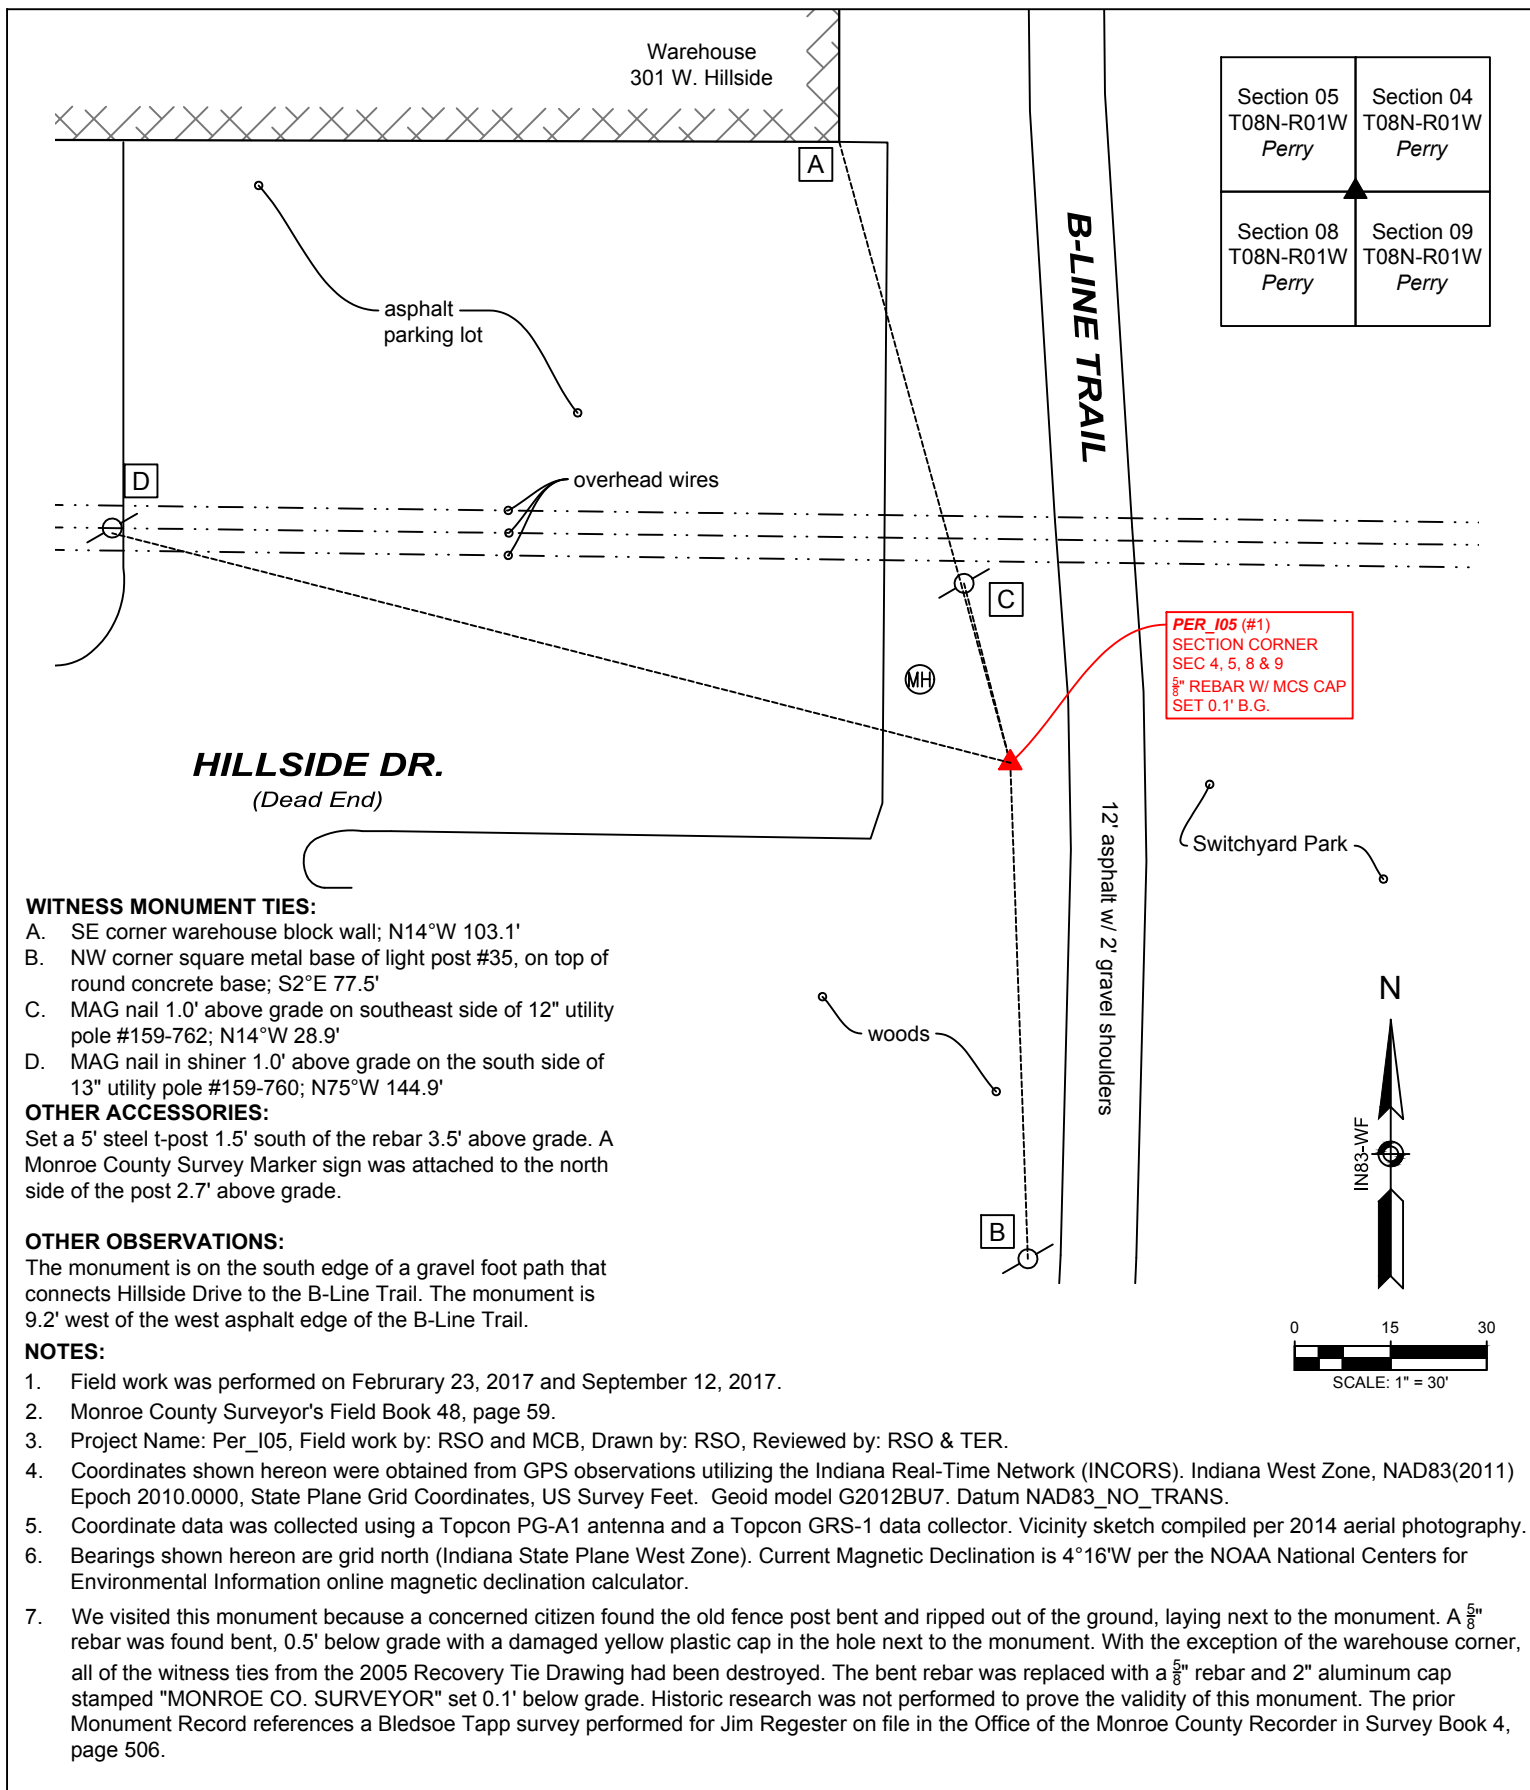 Warehouse
301 W. Hillside
Section 05
T08N-R01W
Perry
Section 04
T08N-R01W
Perry
Section 08
T08N-R01W
Perry
Section 09
T08N-R01W
Perry
A
B-LINE TRAIL
asphalt
parking lot
D
overhead wires
C
PER_I05 (#1)
SECTION CORNER
SEC 4, 5, 8 & 9
5/8" REBAR W/ MCS CAP
SET 0.1' B.G.
MH
HILLSIDE DR.
(Dead End)
12' asphalt w/ 2' gravel shoulders
Switchyard Park
woods
B
N
IN83-WF
0 15 30
SCALE: 1" = 30'
WITNESS MONUMENT TIES:
A. SE corner warehouse block wall; N14°W 103.1'
B. NW corner square metal base of light post #35, on top of
round concrete base; S2°E 77.5'
C. MAG nail 1.0' above grade on southeast side of 12" utility
pole #159-762; N14°W 28.9'
D. MAG nail in shiner 1.0' above grade on the south side of
13" utility pole #159-760; N75°W 144.9'
OTHER ACCESSORIES:
Set a 5' steel t-post 1.5' south of the rebar 3.5' above grade. A
Monroe County Survey Marker sign was attached to the north
side of the post 2.7' above grade.
OTHER OBSERVATIONS:
The monument is on the south edge of a gravel foot path that
connects Hillside Drive to the B-Line Trail. The monument is
9.2' west of the west asphalt edge of the B-Line Trail.
NOTES:
1. Field work was performed on Februrary 23, 2017 and September 12, 2017.
2. Monroe County Surveyor's Field Book 48, page 59.
3. Project Name: Per_I05, Field work by: RSO and MCB, Drawn by: RSO, Reviewed by: RSO & TER.
4. Coordinates shown hereon were obtained from GPS observations utilizing the Indiana Real-Time Network (INCORS). Indiana West Zone, NAD83(2011)
Epoch 2010.0000, State Plane Grid Coordinates, US Survey Feet. Geoid model G2012BU7. Datum NAD83_NO_TRANS.
5. Coordinate data was collected using a Topcon PG-A1 antenna and a Topcon GRS-1 data collector. Vicinity sketch compiled per 2014 aerial photography.
6. Bearings shown hereon are grid north (Indiana State Plane West Zone). Current Magnetic Declination is 4°16'W per the NOAA National Centers for
Environmental Information online magnetic declination calculator.
7. We visited this monument because a concerned citizen found the old fence post bent and ripped out of the ground, laying next to the monument. A 5/8"
rebar was found bent, 0.5' below grade with a damaged yellow plastic cap in the hole next to the monument. With the exception of the warehouse corner,
all of the witness ties from the 2005 Recovery Tie Drawing had been destroyed. The bent rebar was replaced with a 5/8" rebar and 2" aluminum cap
stamped "MONROE CO. SURVEYOR" set 0.1' below grade. Historic research was not performed to prove the validity of this monument. The prior
Monument Record references a Bledsoe Tapp survey performed for Jim Regester on file in the Office of the Monroe County Recorder in Survey Book 4,
page 506.